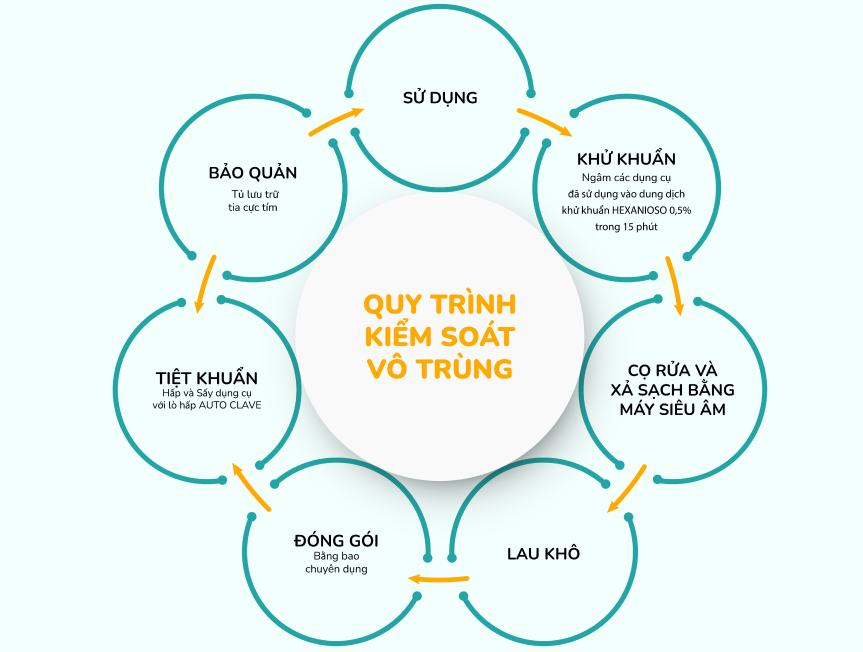 QUY TRÌNH
KIỂM SOÁT
VÔ TRÙNG
SỬ DỤNG
KHỬ KHUẨN
Ngâm các dụng cụ
đã sử dụng vào dung dịch
khử khuẩn HEXANIOSO 0,5%
trong 15 phút
CỌ RỬA VÀ
XẢ SẠCH BẰNG
MÁY SIÊU ÂM
LAU KHÔ
ĐÓNG GÓI
Bằng bao
chuyên dụng
TIỆT KHUẨN
Hấp và Sấy dụng cụ
với lò hấp AUTO CLAVE
BẢO QUẢN
Tủ lưu trữ
tia cực tím